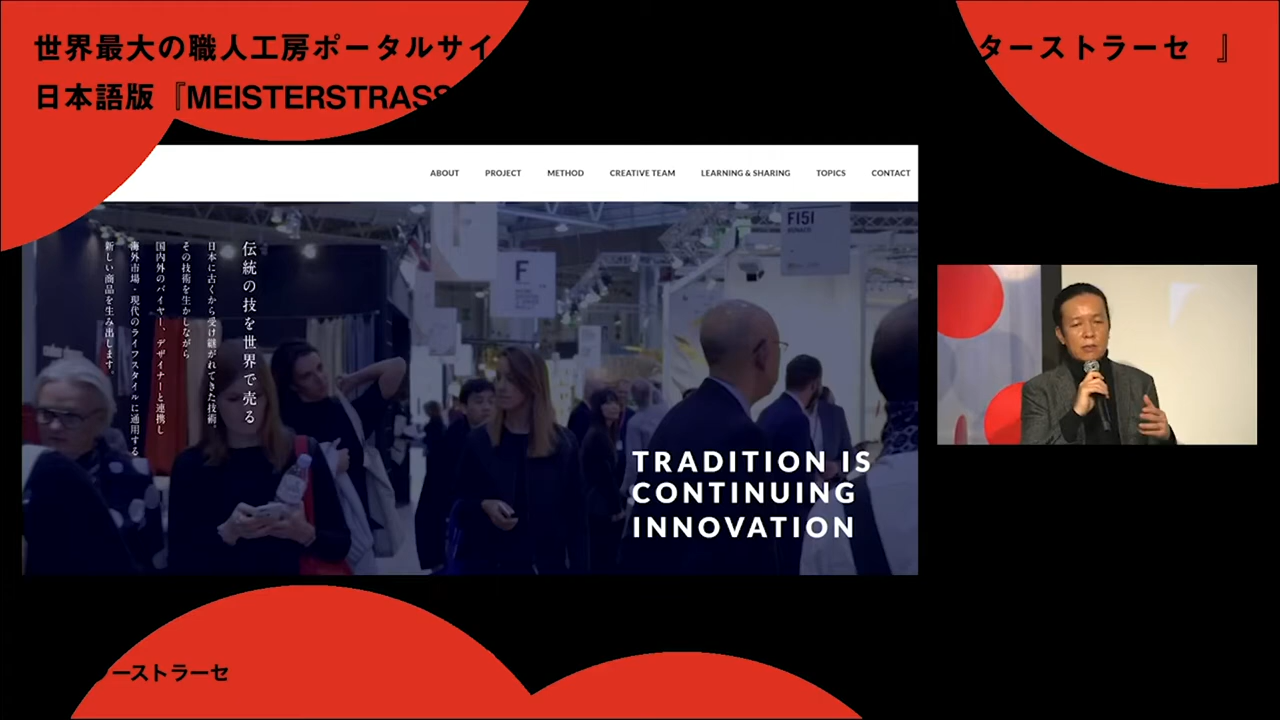 世界最大の職人工房ポータルサイ
ターストラーセ 』
日本語版『MEISTERSTRASS
ABOUT PROJECT METHOD CREATIVE TEAM LEARNING & SHARING TOPICS CONTACT
伝統の技を世界で売る
日本に古くから受け継がれてきた技術。
その技術を生かしながら
国内外のバイヤー、デザイナーと連携し
海外市場・現代のライフスタイルに通用する
新しい商品を生み出します。
F
F151
TRADITION IS
CONTINUING
INNOVATION
ーストラーセ